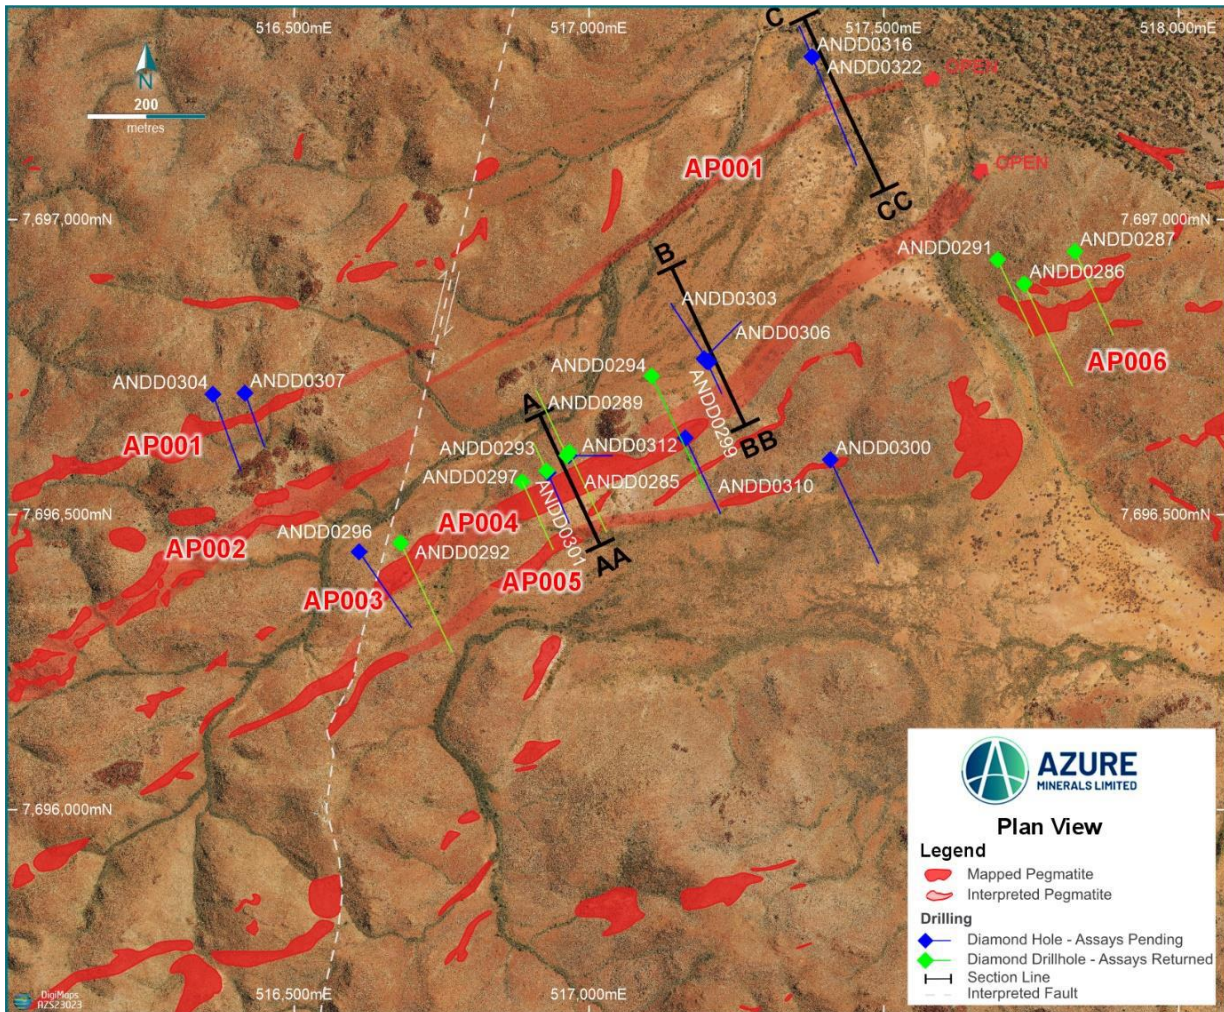 516,500mE
517,000mE
517,500mE
518,000mE
C
ANDD0316
ANDD0322
OPEN
N
200
metres
AP001
OPEN
CC
7,697,000mN
7,697,000mN
ANDD0291
ANDD0287
ANDD0286
B
ANDD0303
ANDD0306
ANDD0294
AP006
ANDD0304
ANDD0307
A
ANDD0289
ANDD0299
BB
AP001
ANDD0293
ANDD0312
ANDD0300
ANDD0297
ANDD0285
ANDD0310
7,696,500mN
7,696,500mN
AP004
ANDD0301
ANDD0296
AP002
ANDD0292
AA
AP005
AP003
AZURE
MINERALS LIMITED
Plan View
Legend
Mapped Pegmatite
Interpreted Pegmatite
Drilling
Diamond Hole - Assays Pending
Diamond Drillhole - Assays Returned
Section Line
Interpreted Fault
7,696,000mN
516,500mE
517,000mE
DigiMaps
AZS23023